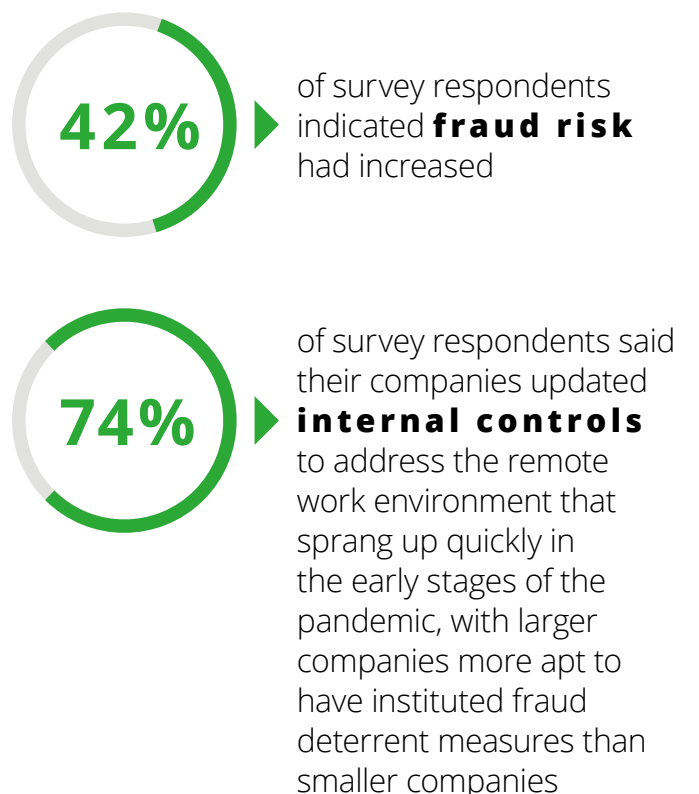 42%
of survey respondents
indicated fraud risk
had increased
74%
of survey respondents said
their companies updated
internal controls
to address the remote
work environment that
sprang up quickly in
the early stages of the
pandemic, with larger
companies more apt to
have instituted fraud
deterrent measures than
smaller companies